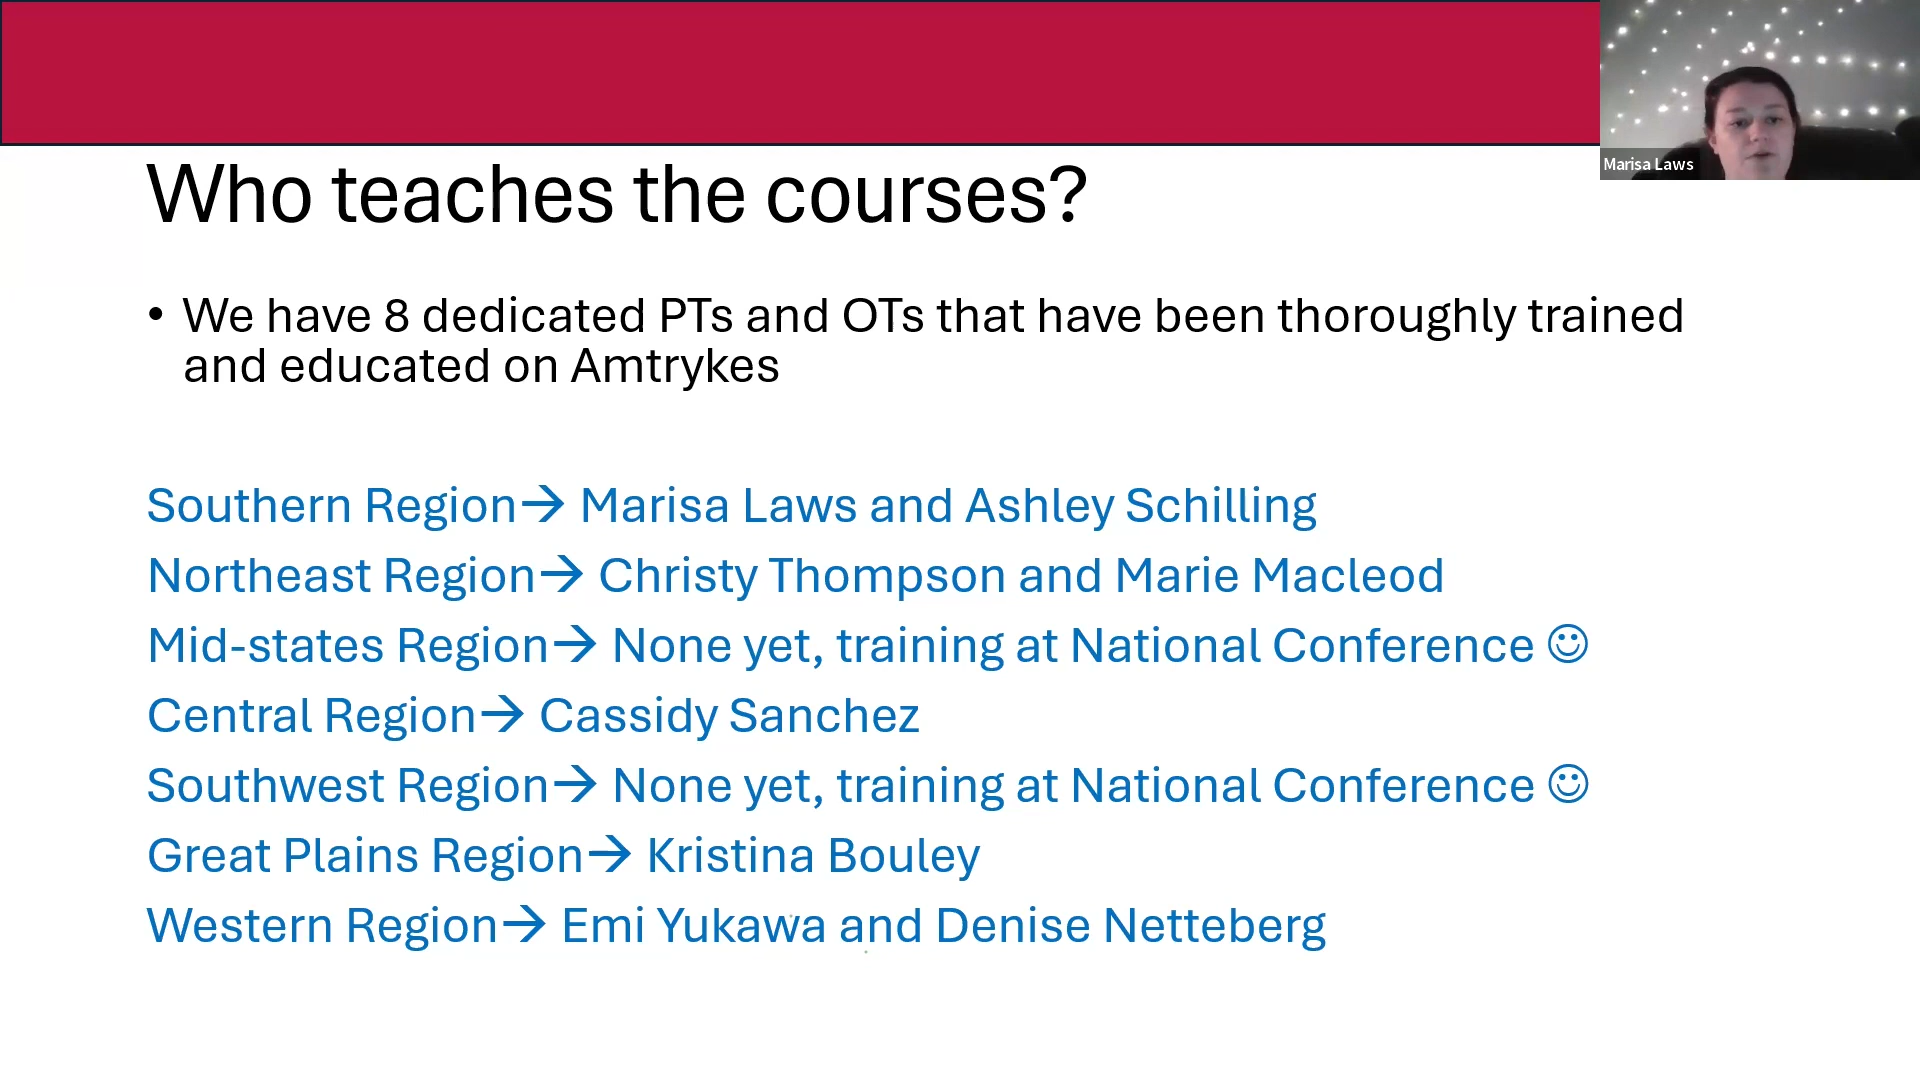 Marisa Laws
Who teaches the courses?
• We have 8 dedicated PTs and OTs that have been thoroughly trained
and educated on Amtrykes
Southern Region→ Marisa Laws and Ashley Schilling
Northeast Region→ Christy Thompson and Marie Macleod
Mid-states Region→ None yet, training at National Conference ☺
Central Region→ Cassidy Sanchez
Southwest Region→ None yet, training at National Conference ☺
Great Plains Region→ Kristina Bouley
Western Region→ Emi Yukawa and Denise Netteberg